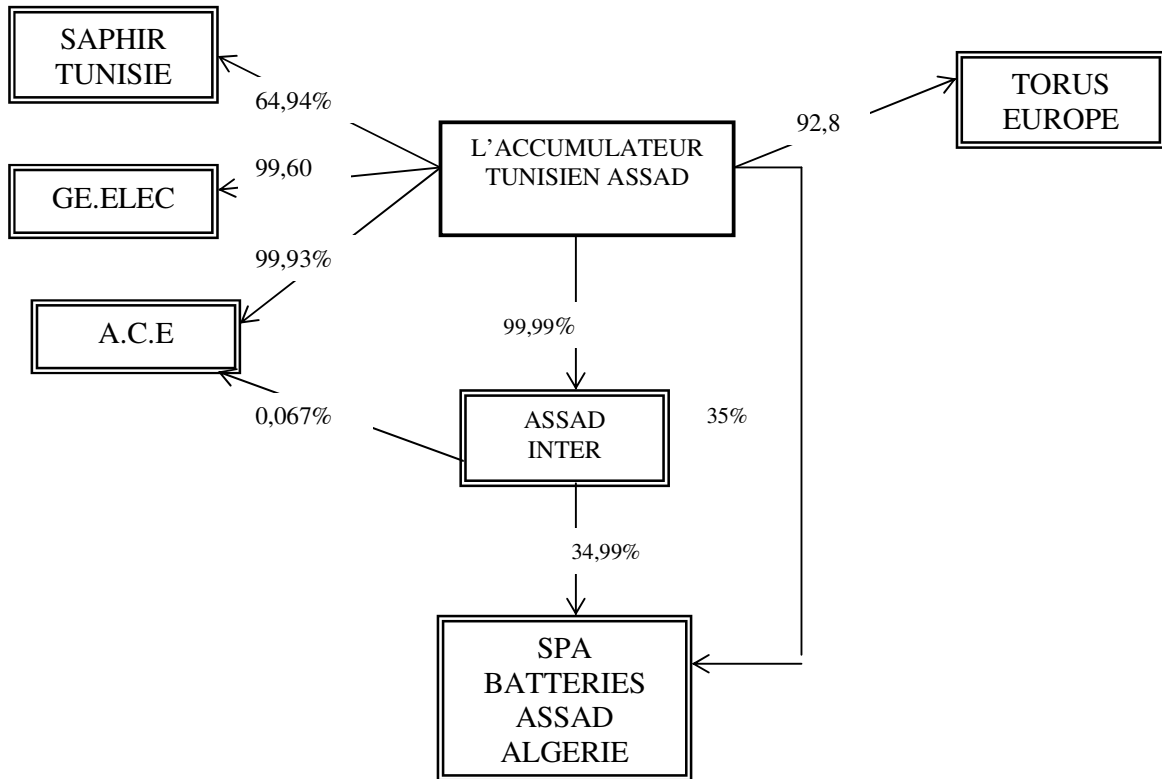 SAPHIR
TUNISIE
TORUS
EUROPE
64,94%
92,8
L’ACCUMULATEUR
TUNISIEN ASSAD
99,60
GE.ELEC
99,93%
A.C.E
99,99%
0,067%
ASSAD
INTER
35%
34,99%
SPA
BATTERIES
ASSAD
ALGERIE